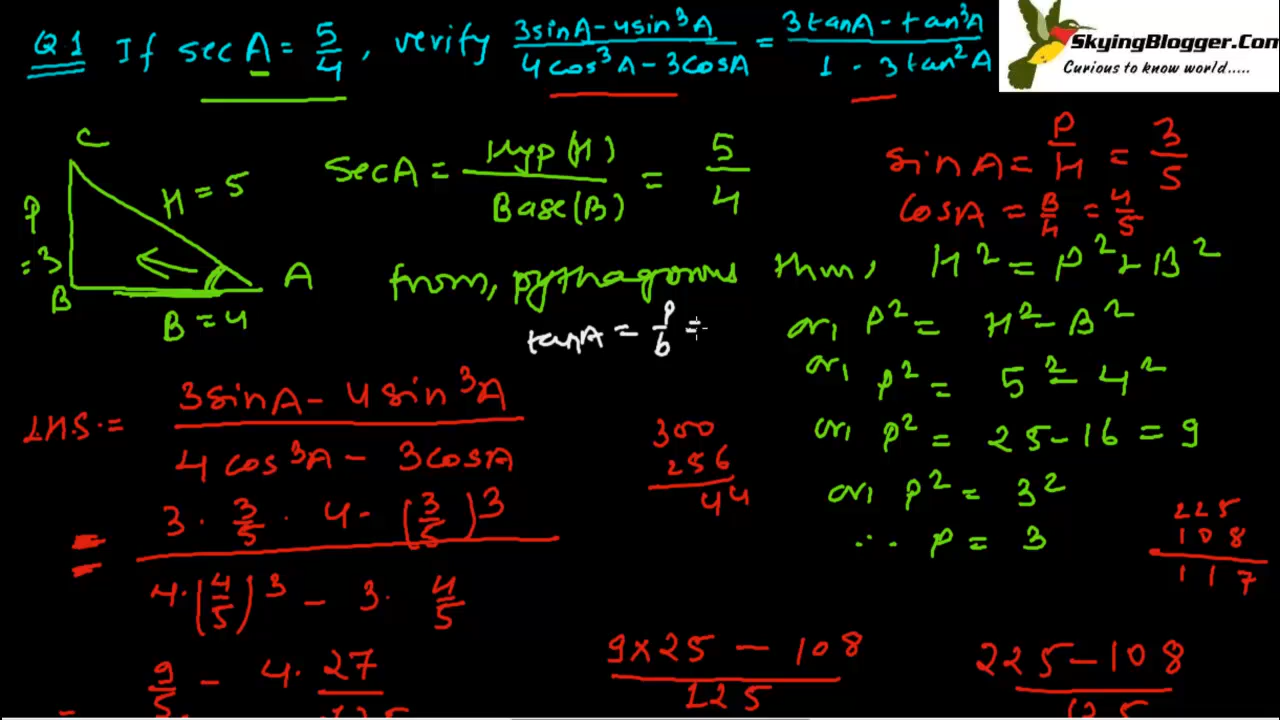 Q1 If sec A = 5/4 , verify (3sinA - 4sin³A)/(4cos³A - 3cosA) = (3tanA - tan³A)/(1 - 3tan²A)
SkyingBlogger.Com
Curious to know world.....
C
H = 5
P
= 3
B
A
B = 4
secA = Hyp(H)/Base(B) = 5/4
sinA = P/H = 3/5
cosA = B/H = 4/5
from, pythagorous thm, H² = P² + B²
tanA = P/b =
or, P² = H² - B²
or, P² = 5² - 4²
or, P² = 25 - 16 = 9
or, P² = 3²
∴ P = 3
L.H.S. = (3sinA - 4sin³A)/(4cos³A - 3cosA)
= (3 · 3/5 · 4 - (3/5)³)/(4 · (4/5)³ - 3 · 4/5)
300
256
44
225
108
117
9/5 - 4 · 27/125
=
(9×25 - 108)/125
(225 - 108)/125